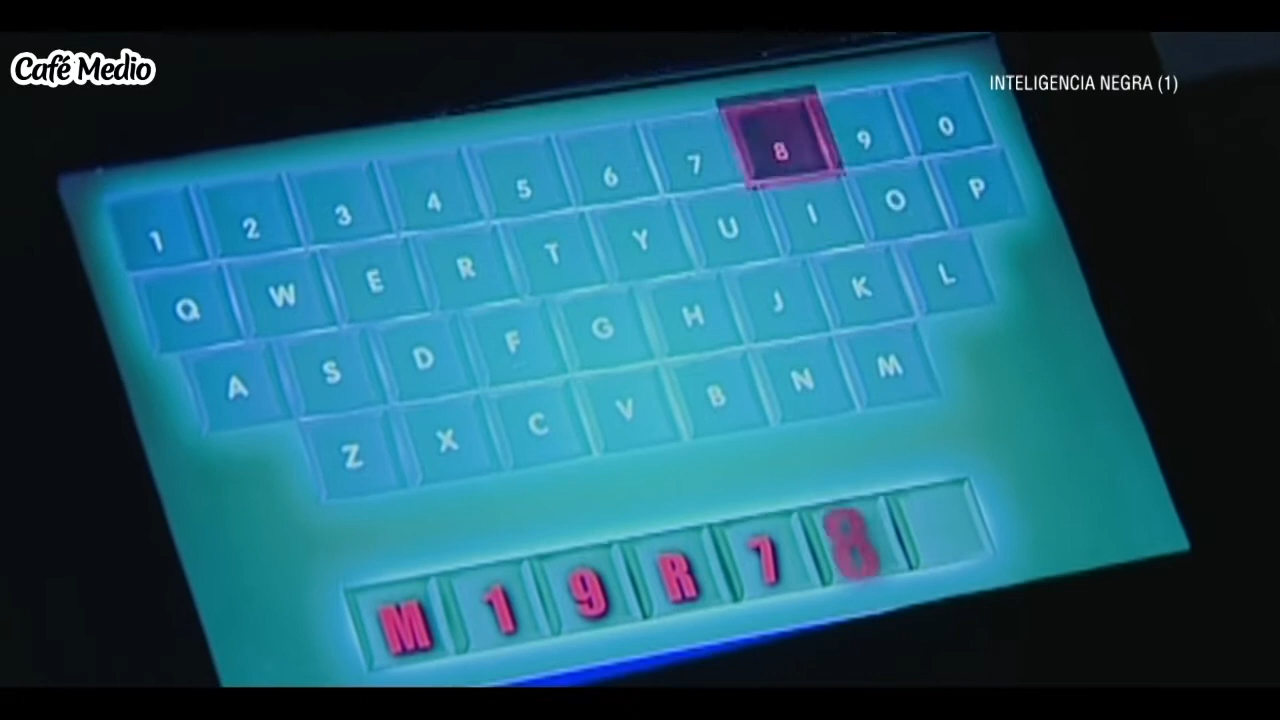 Café Medio
INTELIGENCIA NEGRA (1)
1 2 3 4 5 6 7 8 9 0
Q W E R T Y U I O P
A S D F G H J K L
Z X C V B N M
M 1 9 R 7 8